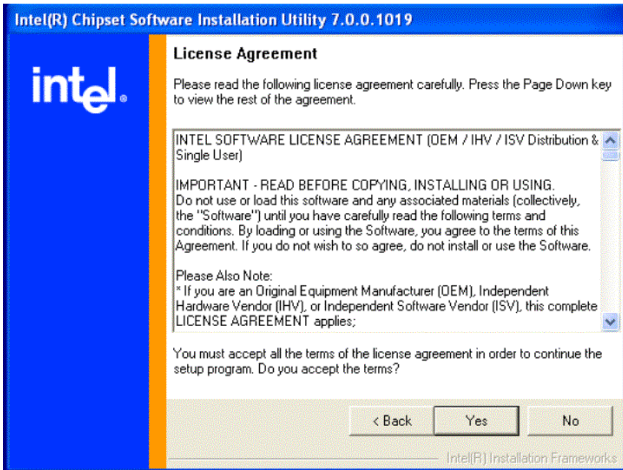 Intel(R) Chipset Software Installation Utility 7.0.0.1019
intel.
License Agreement
Please read the following license agreement carefully. Press the Page Down key
to view the rest of the agreement.
INTEL SOFTWARE LICENSE AGREEMENT (OEM / IHV / ISV Distribution &
Single User)
IMPORTANT - READ BEFORE COPYING, INSTALLING OR USING.
Do not use or load this software and any associated materials (collectively,
the "Software") until you have carefully read the following terms and
conditions. By loading or using the Software, you agree to the terms of this
Agreement. If you do not wish to so agree, do not install or use the Software.
Please Also Note:
* If you are an Original Equipment Manufacturer (OEM), Independent
Hardware Vendor (IHV), or Independent Software Vendor (ISV), this complete
LICENSE AGREEMENT applies;
You must accept all the terms of the license agreement in order to continue the
setup program. Do you accept the terms?
< Back Yes No
Intel(R) Installation Frameworks